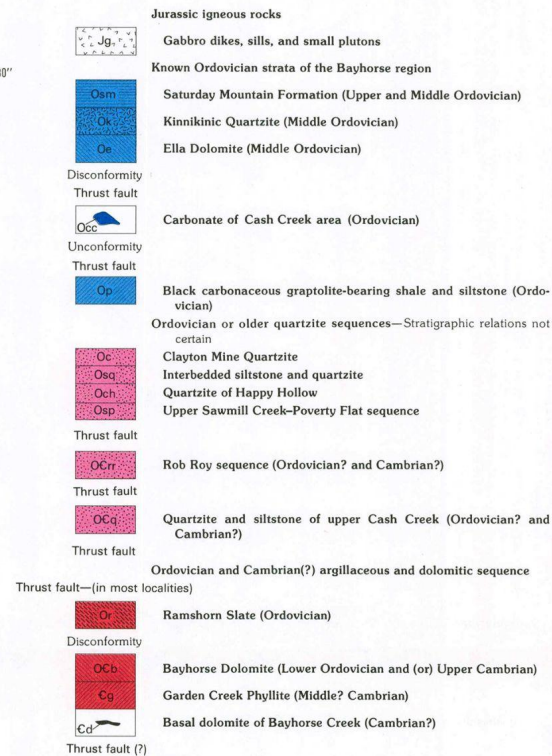 Jurassic igneous rocks
Jg Gabbro dikes, sills, and small plutons
30"
Known Ordovician strata of the Bayhorse region
Osm Saturday Mountain Formation (Upper and Middle Ordovician)
Ok Kinnikinic Quartzite (Middle Ordovician)
Oe Ella Dolomite (Middle Ordovician)
Disconformity
Thrust fault
Occ Carbonate of Cash Creek area (Ordovician)
Unconformity
Thrust fault
Op Black carbonaceous graptolite-bearing shale and siltstone (Ordo-
vician)
Ordovician or older quartzite sequences—Stratigraphic relations not
certain
Oc Clayton Mine Quartzite
Osq Interbedded siltstone and quartzite
Och Quartzite of Happy Hollow
Osp Upper Sawmill Creek–Poverty Flat sequence
Thrust fault
OЄrr Rob Roy sequence (Ordovician? and Cambrian?)
Thrust fault
OЄq Quartzite and siltstone of upper Cash Creek (Ordovician? and
Cambrian?)
Thrust fault
Ordovician and Cambrian(?) argillaceous and dolomitic sequence
Thrust fault—(in most localities)
Or Ramshorn Slate (Ordovician)
Disconformity
OЄb Bayhorse Dolomite (Lower Ordovician and (or) Upper Cambrian)
Єg Garden Creek Phyllite (Middle? Cambrian)
Єd Basal dolomite of Bayhorse Creek (Cambrian?)
Thrust fault (?)